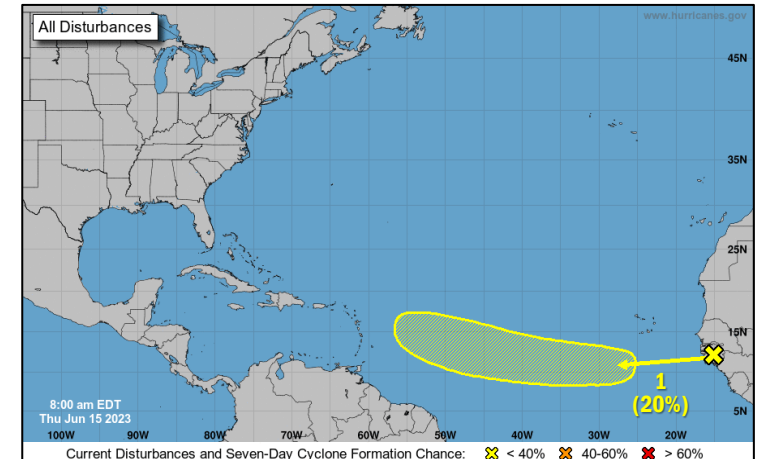 All Disturbances
www.hurricanes.gov
45N
35N
25N
15N
1
(20%)
8:00 am EDT
Thu Jun 15 2023
5N
100W 90W 80W 70W 60W 50W 40W 30W 20W
Current Disturbances and Seven-Day Cyclone Formation Chance: < 40% 40-60% > 60%